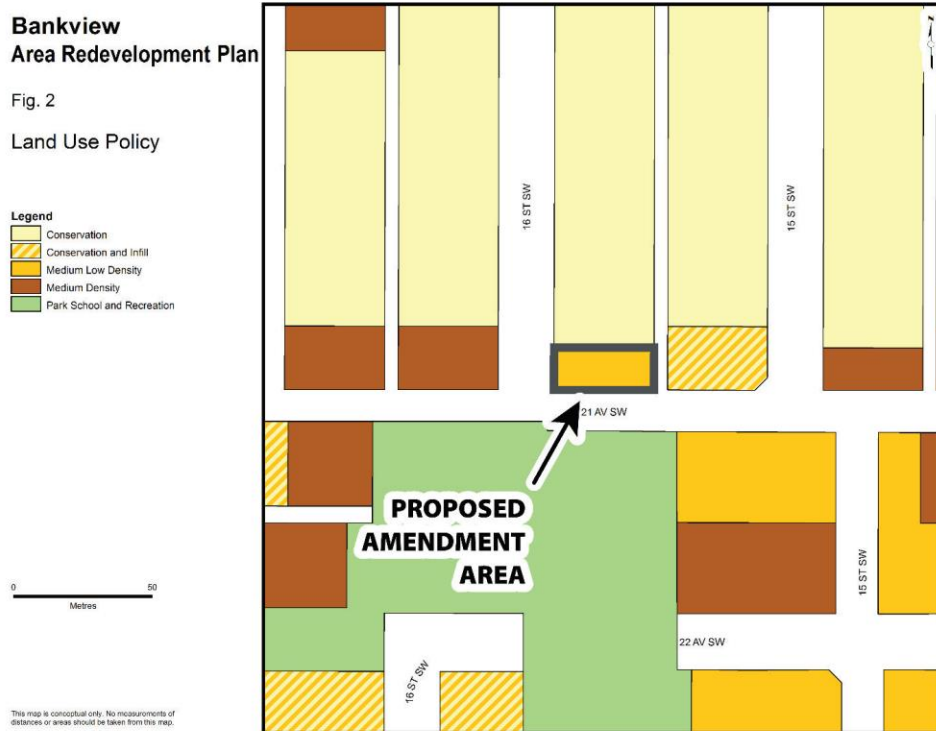 Bankview
Area Redevelopment Plan
Fig. 2
Land Use Policy
Legend
Conservation
Conservation and Infill
Medium Low Density
Medium Density
Park School and Recreation
0 50
Metres
This map is conceptual only. No measurements of
distances or areas should be taken from this map.
N
16 ST SW
15 ST SW
21 AV SW
PROPOSED
AMENDMENT
AREA
15 ST SW
22 AV SW
16 ST SW